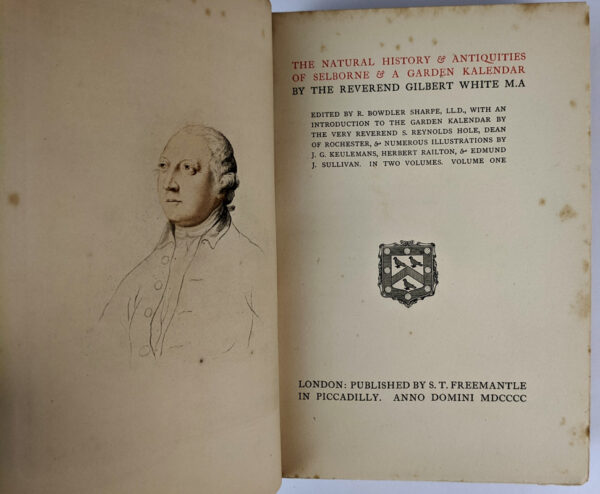 THE NATURAL HISTORY & ANTIQUITIES
OF SELBORNE & A GARDEN KALENDAR
BY THE REVEREND GILBERT WHITE M.A
EDITED BY R. BOWDLER SHARPE, LL.D., WITH AN
INTRODUCTION TO THE GARDEN KALENDAR BY
THE VERY REVEREND S. REYNOLDS HOLE, DEAN
OF ROCHESTER, & NUMEROUS ILLUSTRATIONS BY
J. G. KEULEMANS, HERBERT RAILTON, & EDMUND
J. SULLIVAN. IN TWO VOLUMES. VOLUME ONE
LONDON: PUBLISHED BY S. T. FREEMANTLE
IN PICCADILLY. ANNO DOMINI MDCCCC